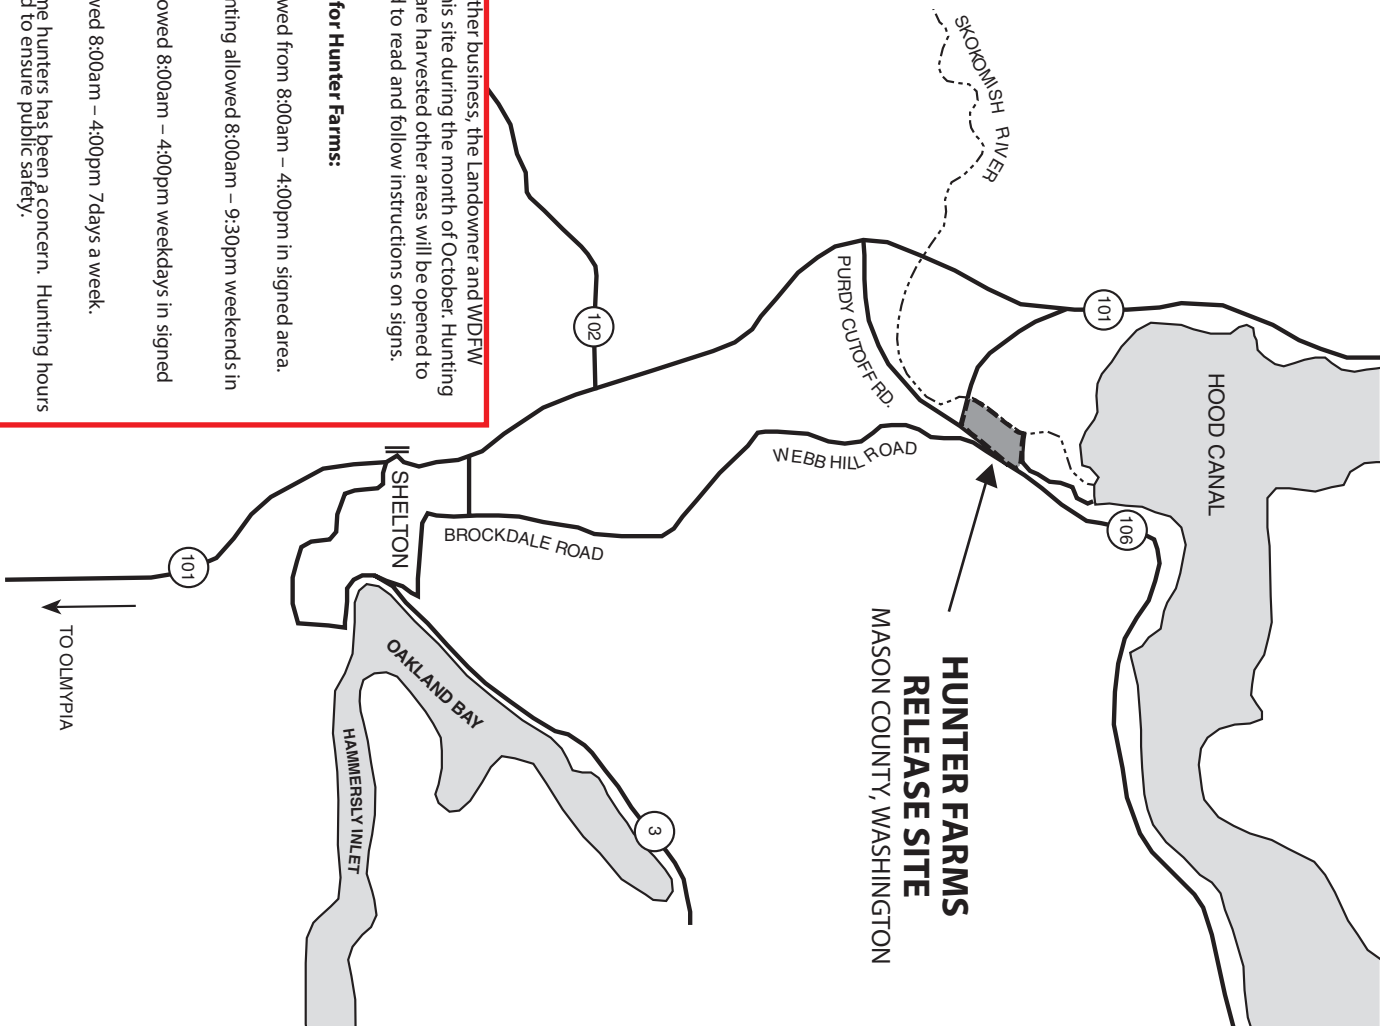 ther business, the Landowner and WDFW
his site during the month of October. Hunting
are harvested other areas will be opened to
d to read and follow instructions on signs.
for Hunter Farms:
wed from 8:00am – 4:00pm in signed area.
nting allowed 8:00am – 9:30pm weekends in
owed 8:00am – 4:00pm weekdays in signed
ved 8:00am – 4:00pm 7days a week.
me hunters has been a concern. Hunting hours
d to ensure public safety.
SKOKOMISH RIVER
101
HOOD CANAL
102
PURDY CUTOFF RD.
WEBB HILL ROAD
106
HUNTER FARMS
RELEASE SITE
MASON COUNTY, WASHINGTON
BROCKDALE ROAD
SHELTON
101
TO OLMYPIA
OAKLAND BAY
HAMMERSLY INLET
3